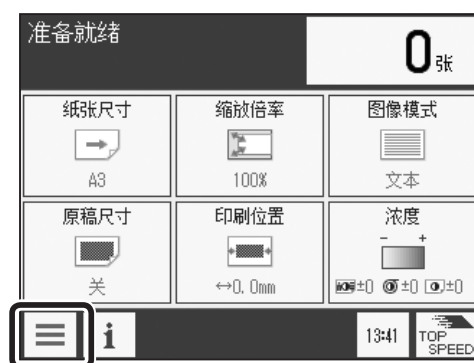 准备就绪
0张
纸张尺寸 缩放倍率 图像模式
A3 100% 文本
原稿尺寸 印刷位置 浓度
- +
关 ↔0.0mm ±0 ±0 ±0
i 13:41 TOP SPEED